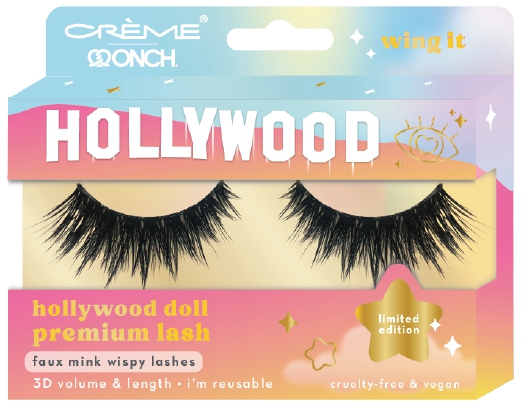 CRÈME®
QONCH.
wing it
HOLLYWOOD
hollywood doll
premium lash
faux mink wispy lashes
3D volume & length • i'm reusable
limited
edition
cruelty-free & vegan